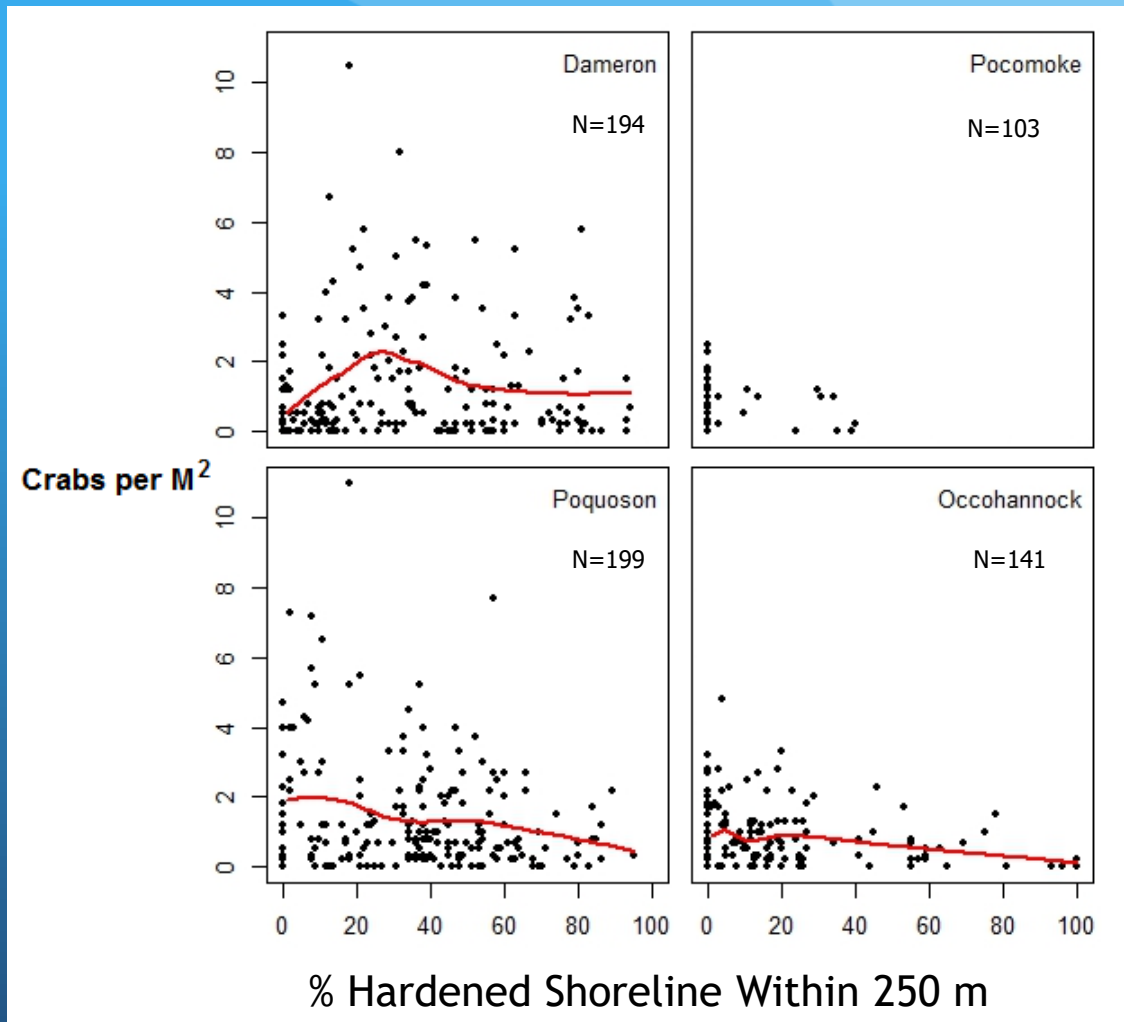 Dameron
N=194
Pocomoke
N=103
10
8
6
4
2
0
Crabs per M2
Poquoson
N=199
Occohannock
N=141
10
8
6
4
2
0
0 20 40 60 80 100
0 20 40 60 80 100
% Hardened Shoreline Within 250 m